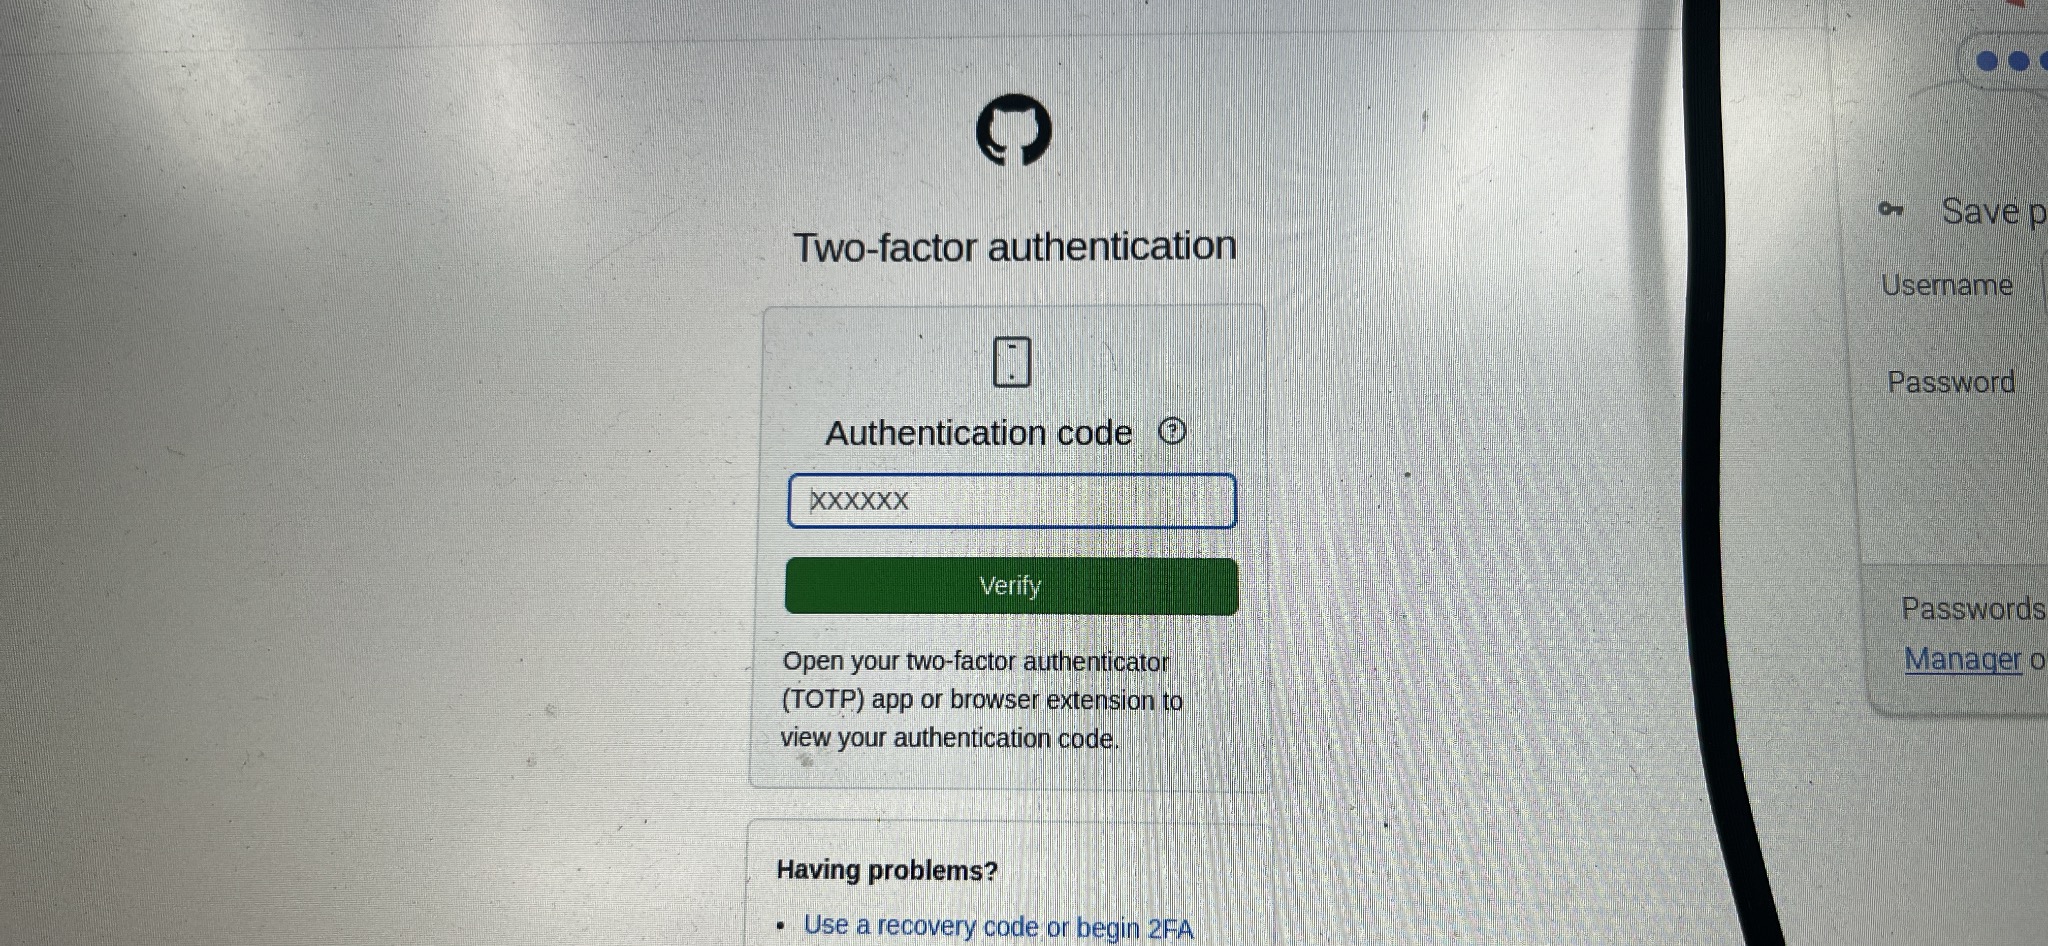 Two-factor authentication
Authentication code
XXXXXX
Verify
Open your two-factor authenticator
(TOTP) app or browser extension to
view your authentication code.
Having problems?
• Use a recovery code or begin 2FA
Save p
Username
Password
Passwords
Manager o